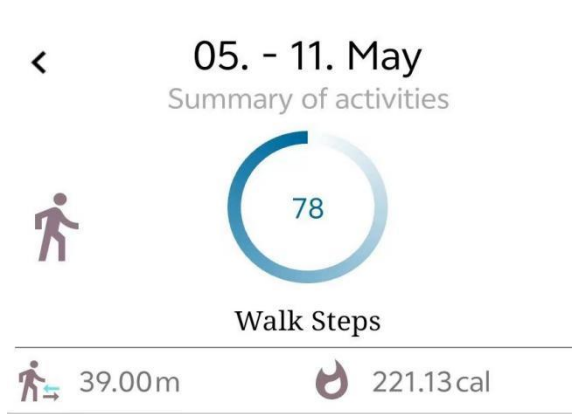 05. - 11. May
Summary of activities
78
Walk Steps
39.00m
221.13cal